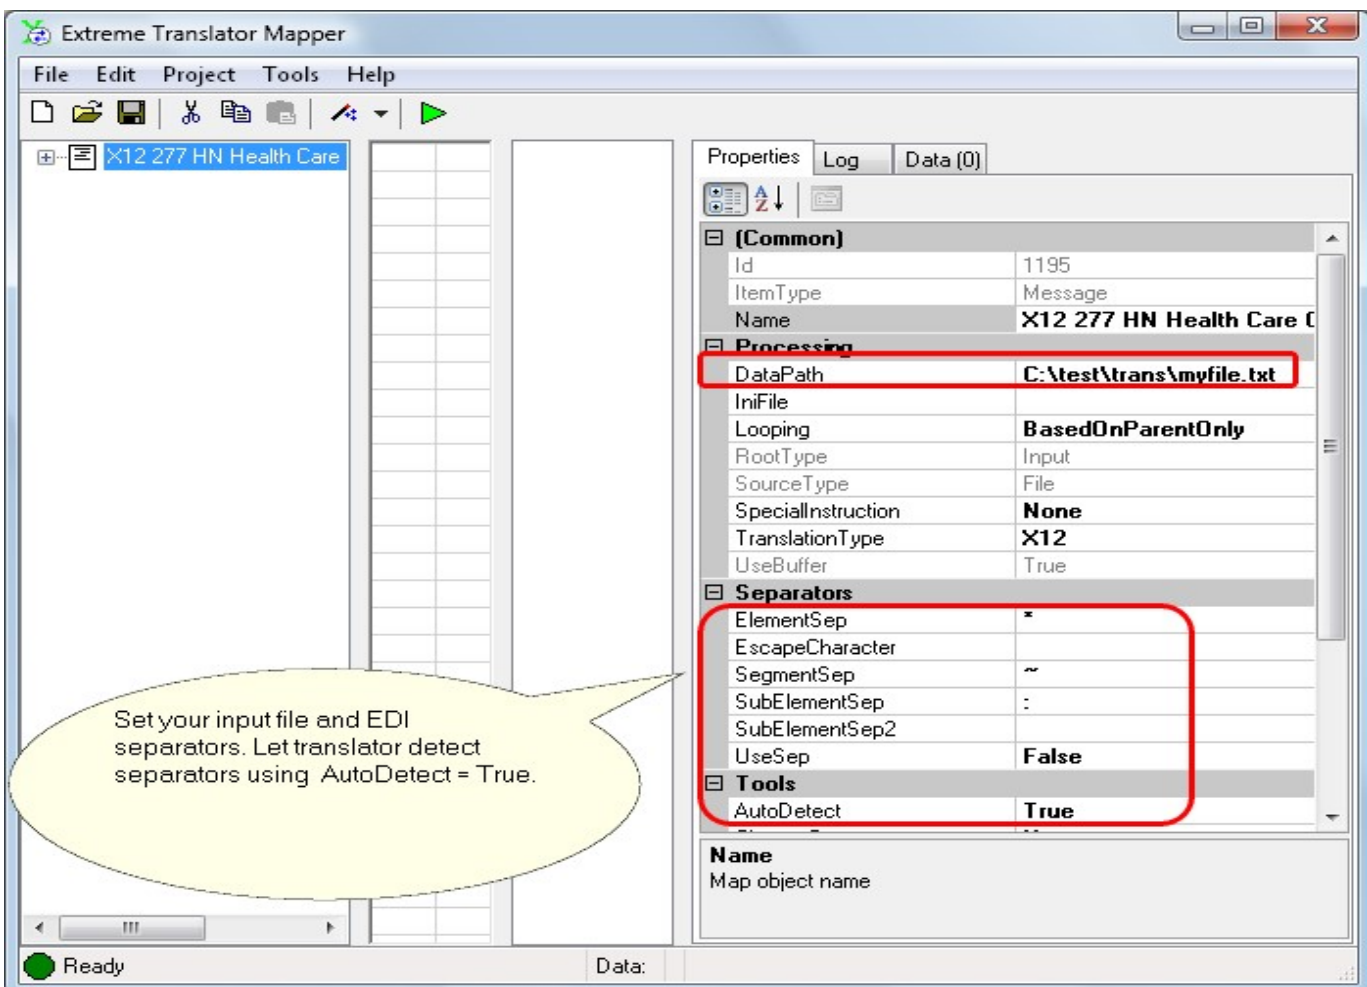 Extreme Translator Mapper
File Edit Project Tools Help
X12 277 HN Health Care
Properties Log Data (0)
(Common)
Id 1195
ItemType Message
Name X12 277 HN Health Care
Processing
DataPath C:\test\trans\myfile.txt
IniFile
Looping BasedOnParentOnly
RootType Input
SourceType File
SpecialInstruction None
TranslationType X12
UseBuffer True
Separators
ElementSep *
EscapeCharacter
SegmentSep ~
SubElementSep :
SubElementSep2
UseSep False
Tools
AutoDetect True
Set your input file and EDI
separators. Let translator detect
separators using AutoDetect = True.
Name
Map object name
Ready Data: